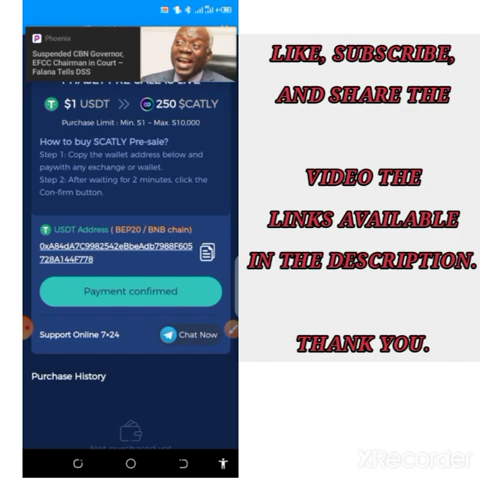 Phoenix
Suspended CBN Governor,
EFCC Chairman in Court –
Falana Tells DSS
$1 USDT >> 250 $CATLY
Purchase Limit : Min. $1 – Max. $10,000
How to buy SCATLY Pre-sale?
Step 1: Copy the wallet address below and
paywith any exchange or wallet.
Step 2: After waiting for 2 minutes, click the
Con-firm button.
USDT Address ( BEP20 / BNB chain)
0xA84dA7C9982542eBbeAdb7988F605
728A144F778
Payment confirmed
Support Online 7×24
Chat Now
Purchase History
Not purchased yet
LIKE, SUBSCRIBE,
AND SHARE THE
VIDEO THE
LINKS AVAILABLE
IN THE DESCRIPTION.
THANK YOU.
XRecorder